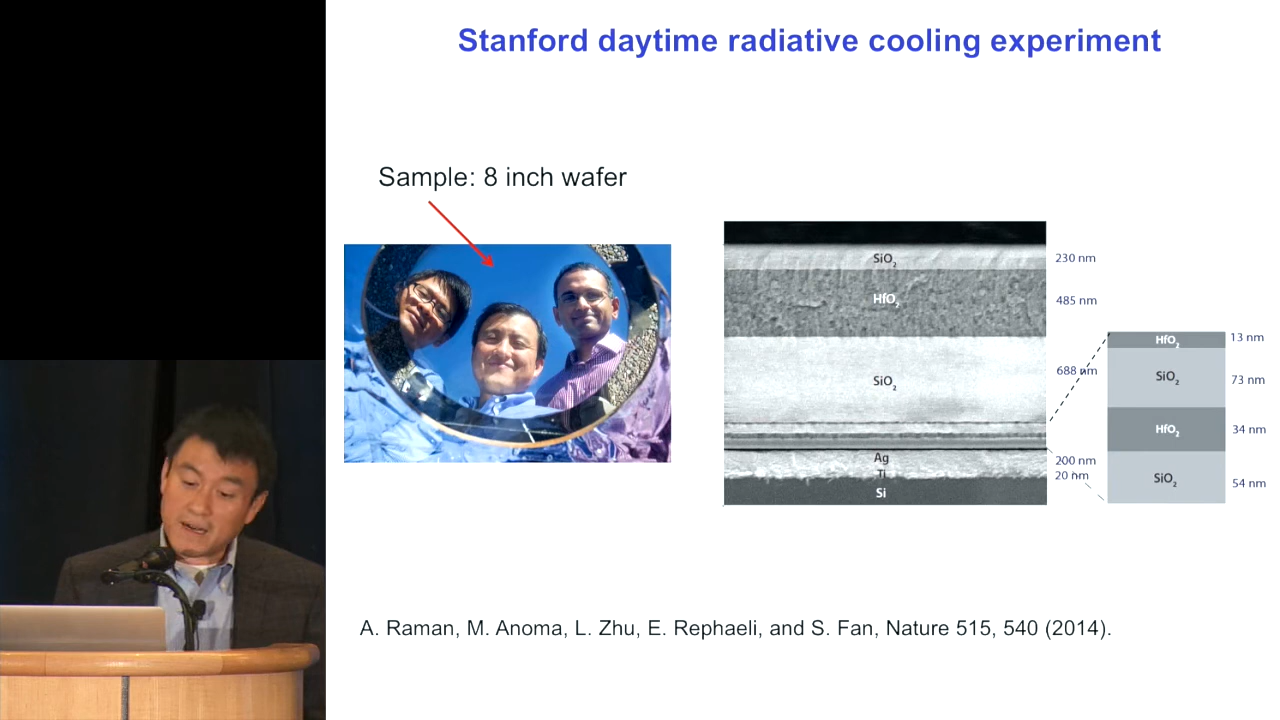 Stanford daytime radiative cooling experiment
Sample: 8 inch wafer
SiO₂
230 nm
HfO₂
485 nm
SiO₂
688 nm
Ag
200 nm
Ti
20 nm
Si
HfO₂
13 nm
SiO₂
73 nm
HfO₂
34 nm
SiO₂
54 nm
A. Raman, M. Anoma, L. Zhu, E. Rephaeli, and S. Fan, Nature 515, 540 (2014).